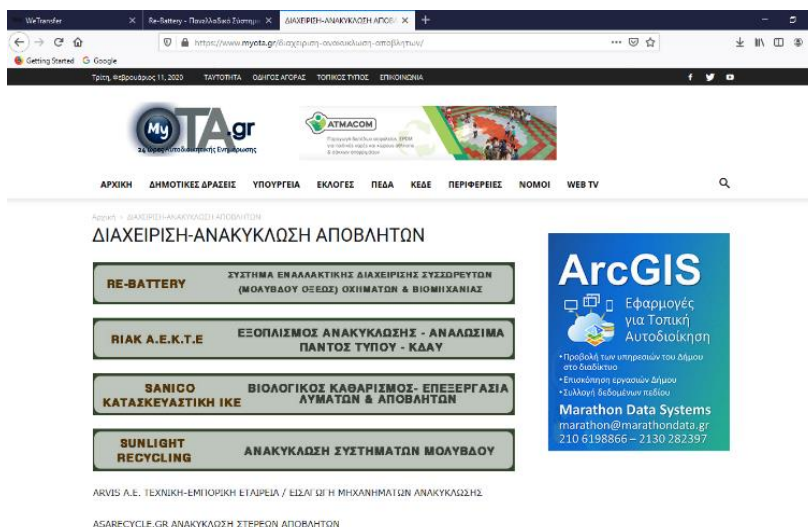 WeTransfer
Re-Battery - Πανελλαδικό Σύστημα
ΔΙΑΧΕΙΡΙΣΗ-ΑΝΑΚΥΚΛΩΣΗ ΑΠΟΒΛ
https://www.myota.gr/διαχειριση-ανακυκλωση-αποβλητων/
Getting Started Google
Τρίτη, Φεβρουάριος 11, 2020 ΤΑΥΤΟΤΗΤΑ ΟΔΗΓΟΣ ΑΓΟΡΑΣ ΤΟΠΙΚΟΣ ΤΥΠΟΣ ΕΠΙΚΟΙΝΩΝΙΑ
My OTA.gr
24 ώρες Αυτοδιοικητικής Ενημέρωσης
ATMACOM
ΑΡΧΙΚΗ ΔΗΜΟΤΙΚΕΣ ΔΡΑΣΕΙΣ ΥΠΟΥΡΓΕΙΑ ΕΚΛΟΓΕΣ ΠΕΔΑ ΚΕΔΕ ΠΕΡΙΦΕΡΕΙΕΣ ΝΟΜΟΙ WEB TV
Αρχική › ΔΙΑΧΕΙΡΙΣΗ-ΑΝΑΚΥΚΛΩΣΗ ΑΠΟΒΛΗΤΩΝ
ΔΙΑΧΕΙΡΙΣΗ-ΑΝΑΚΥΚΛΩΣΗ ΑΠΟΒΛΗΤΩΝ
RE-BATTERY
ΣΥΣΤΗΜΑ ΕΝΑΛΛΑΚΤΙΚΗΣ ΔΙΑΧΕΙΡΙΣΗΣ ΣΥΣΣΩΡΕΥΤΩΝ
(ΜΟΛΥΒΔΟΥ ΟΞΕΩΣ) ΟΧΗΜΑΤΩΝ & ΒΙΟΜΗΧΑΝΙΑΣ
RIAK Α.Ε.Κ.Τ.Ε
ΕΞΟΠΛΙΣΜΟΣ ΑΝΑΚΥΚΛΩΣΗΣ - ΑΝΑΛΩΣΙΜΑ
ΠΑΝΤΟΣ ΤΥΠΟΥ - ΚΔΑΥ
SANICO
ΚΑΤΑΣΚΕΥΑΣΤΙΚΗ ΙΚΕ
ΒΙΟΛΟΓΙΚΟΣ ΚΑΘΑΡΙΣΜΟΣ- ΕΠΕΞΕΡΓΑΣΙΑ
ΛΥΜΑΤΩΝ & ΑΠΟΒΛΗΤΩΝ
SUNLIGHT
RECYCLING
ΑΝΑΚΥΚΛΩΣΗ ΣΥΣΤΗΜΑΤΩΝ ΜΟΛΥΒΔΟΥ
ARVIS Α.Ε. ΤΕΧΝΙΚΗ-ΕΜΠΟΡΙΚΗ ΕΤΑΙΡΕΙΑ / ΕΙΣΑΓΩΓΗ ΜΗΧΑΝΗΜΑΤΩΝ ΑΝΑΚΥΚΛΩΣΗΣ
ASARECYCLE.GR ΑΝΑΚΥΚΛΩΣΗ ΣΤΕΡΕΩΝ ΑΠΟΒΛΗΤΩΝ
ArcGIS
Εφαρμογές
για Τοπική
Αυτοδιοίκηση
•Προβολή των υπηρεσιών του Δήμου
στο διαδίκτυο
•Επισκόπηση εργασιών Δήμου
•Συλλογή δεδομένων πεδίου
Marathon Data Systems
marathon@marathondata.gr
210 6198866 – 2130 282397